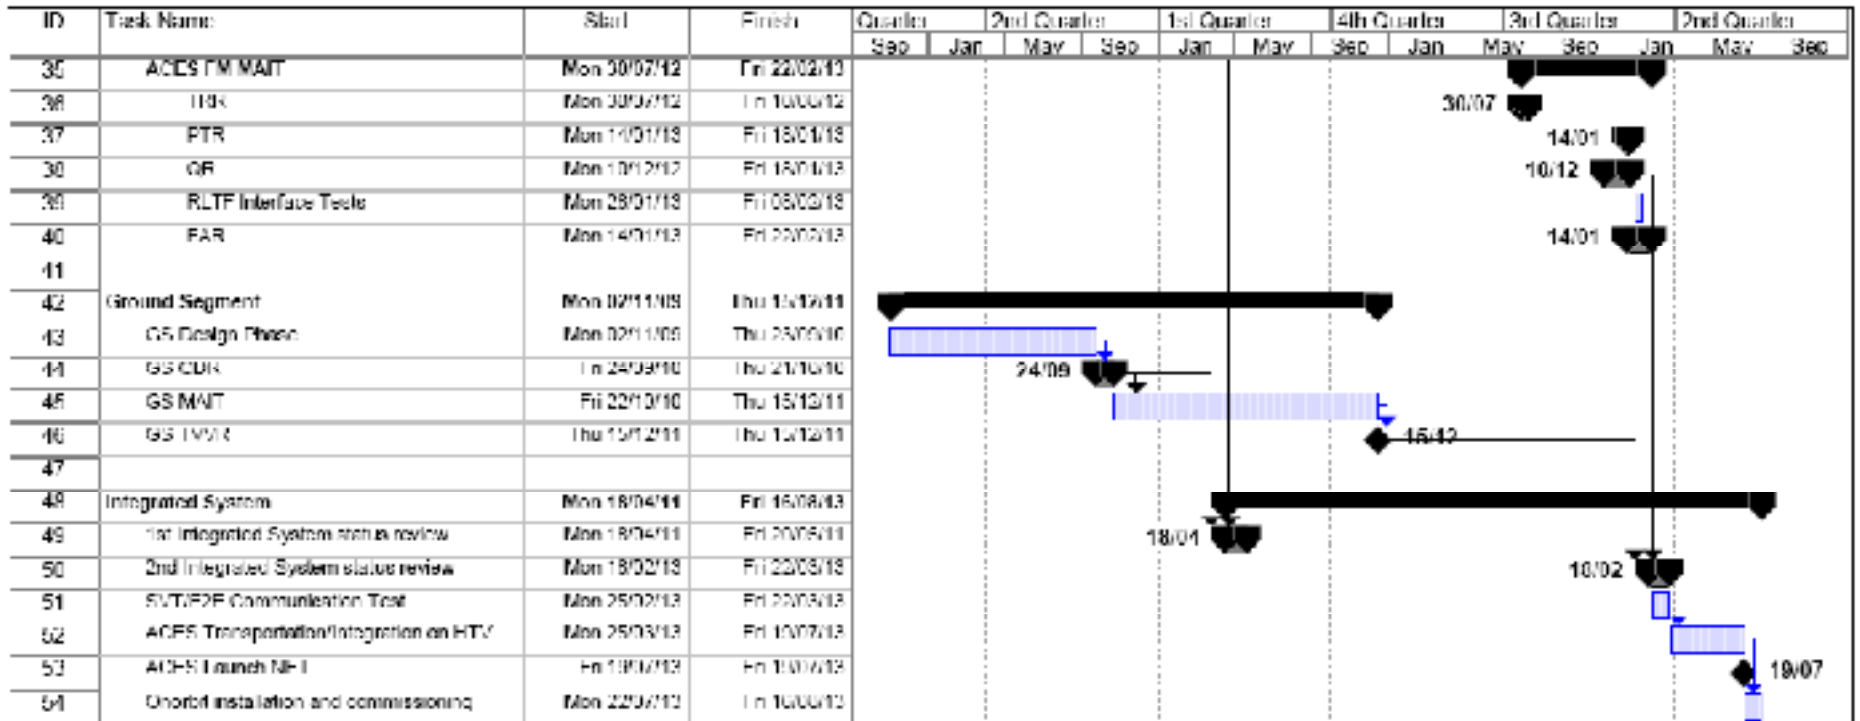 ID Task Name Start Finish Quarter 2nd Quarter 1st Quarter 4th Quarter 3rd Quarter 2nd Quarter
Sep Jan May Sep Jan May Sep Jan May Sep Jan May Sep
35 ACES FM MAIT Mon 30/07/12 Fri 22/02/13
36 TRR Mon 30/07/12 Fri 10/08/12 30/07
37 PTR Mon 14/01/13 Fri 18/01/13 14/01
38 QR Mon 10/12/12 Fri 18/01/13 10/12
39 RLTF Interface Tests Mon 28/01/13 Fri 08/02/13
40 FAR Mon 14/01/13 Fri 22/02/13 14/01
41
42 Ground Segment Mon 02/11/09 Thu 15/12/11
43 GS Design Phase Mon 02/11/09 Thu 23/09/10
44 GS CDR Fri 24/09/10 Thu 21/10/10 24/09
45 GS MAIT Fri 22/10/10 Thu 15/12/11
46 Thu 15/12/11 Thu 15/12/11 15/12
47
48 Integrated System Mon 18/04/11 Fri 16/08/13
49 1st Integrated System status review Mon 18/04/11 Fri 20/05/11 18/04
50 2nd Integrated System status review Mon 18/02/13 Fri 22/03/13 18/02
51 SVT/E2E Communication Test Mon 25/02/13 Fri 22/03/13
52 ACES Transportation/Integration on HTV Mon 25/03/13 Fri 19/07/13
53 ACES Launch NET Fri 19/07/13 Fri 19/07/13 19/07
54 Onorbit installation and commissioning Mon 22/07/13 Fri 16/08/13